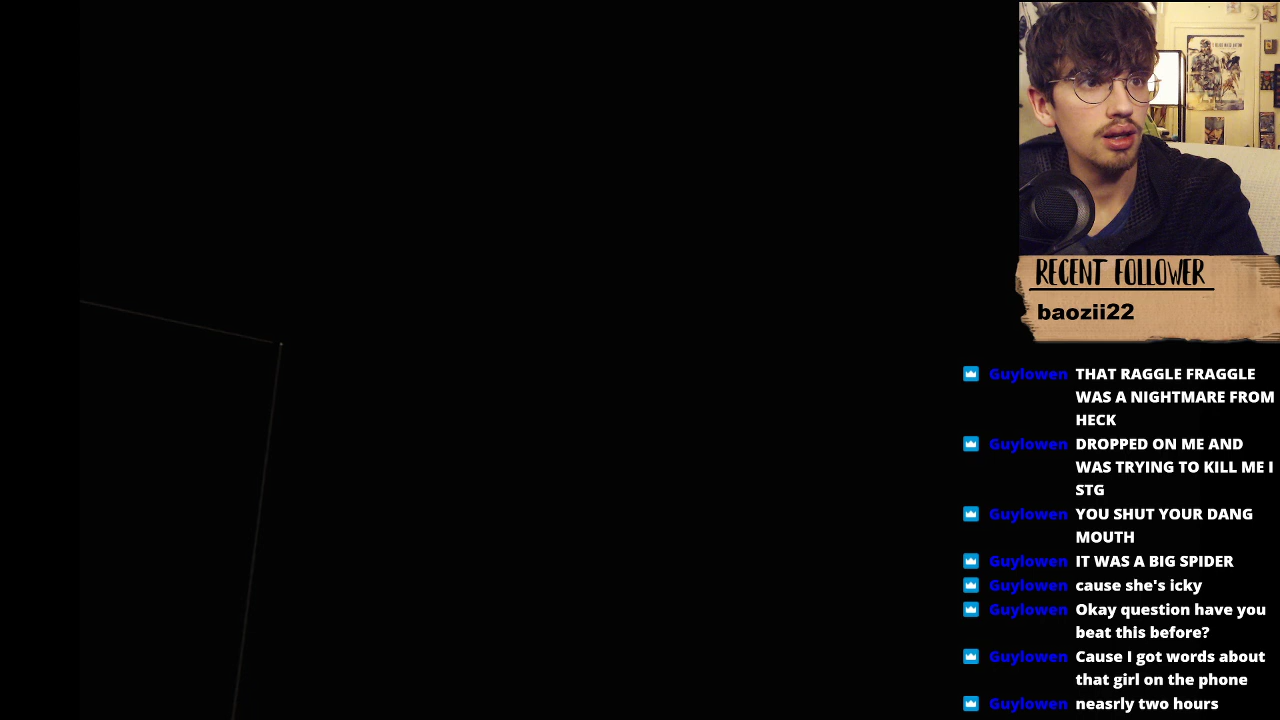 RECENT FOLLOWER
baozii22
Guylowen THAT RAGGLE FRAGGLE
WAS A NIGHTMARE FROM
HECK
Guylowen DROPPED ON ME AND
WAS TRYING TO KILL ME I
STG
Guylowen YOU SHUT YOUR DANG
MOUTH
Guylowen IT WAS A BIG SPIDER
Guylowen cause she's icky
Guylowen Okay question have you
beat this before?
Guylowen Cause I got words about
that girl on the phone
Guylowen neasrly two hours